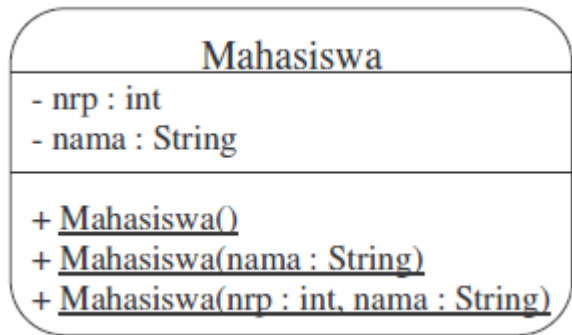 Mahasiswa
- nrp : int
- nama : String
+ Mahasiswa()
+ Mahasiswa(nama : String)
+ Mahasiswa(nrp : int, nama : String)